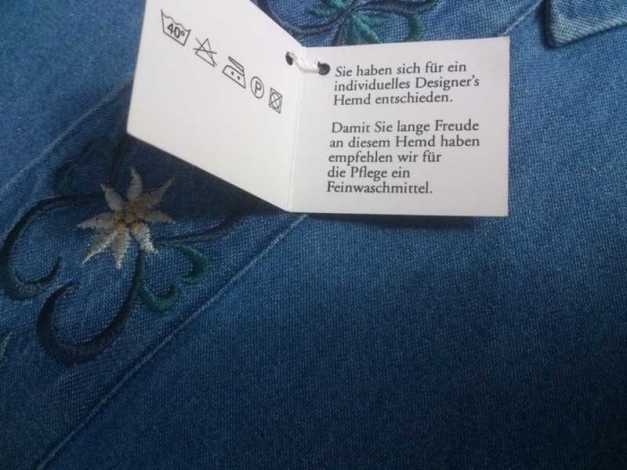 40°
P
Sie haben sich für ein
individuelles Designer's
Hemd entschieden.
Damit Sie lange Freude
an diesem Hemd haben
empfehlen wir für
die Pflege ein
Feinwaschmittel.